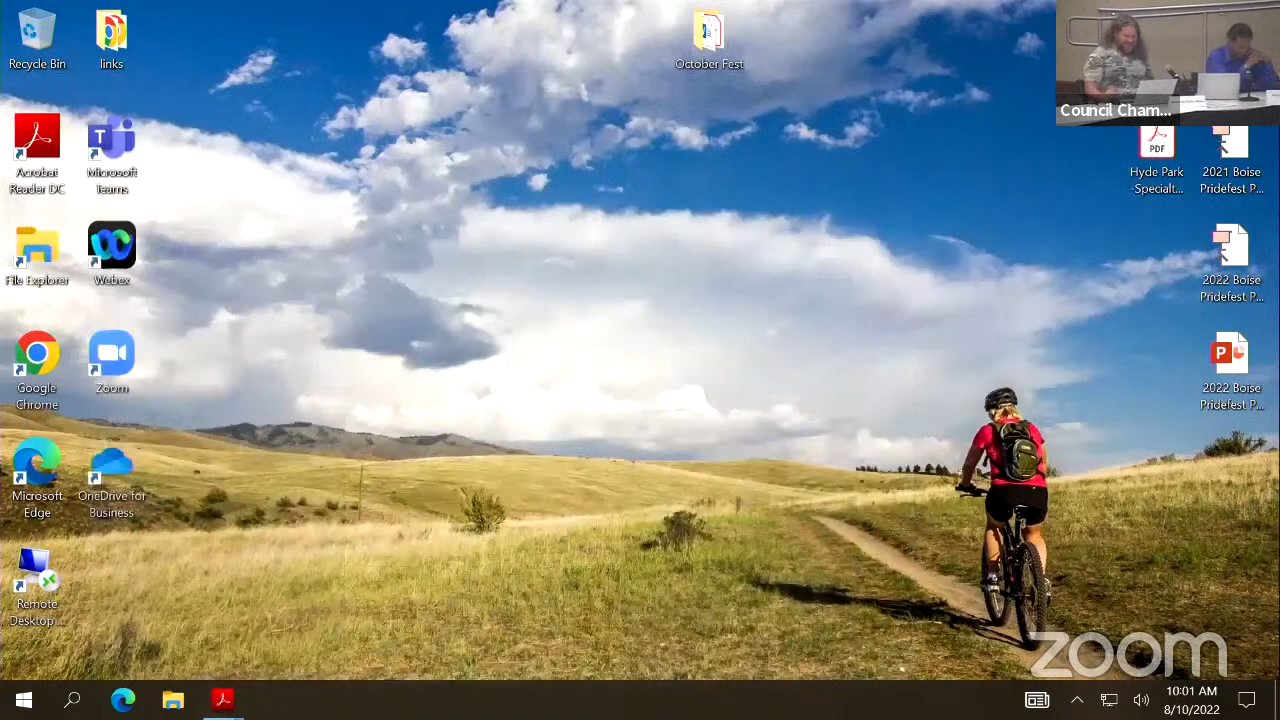 Recycle Bin
links
October Fest
Council Cham...
Acrobat
Reader DC
Microsoft
Teams
PDF
Hyde Park
-Specialt...
2021 Boise
Pridefest P...
File Explorer
Webex
2022 Boise
Pridefest P...
Google
Chrome
Zoom
2022 Boise
Pridefest P...
Microsoft
Edge
OneDrive for
Business
Remote
Desktop...
zoom
10:01 AM
8/10/2022